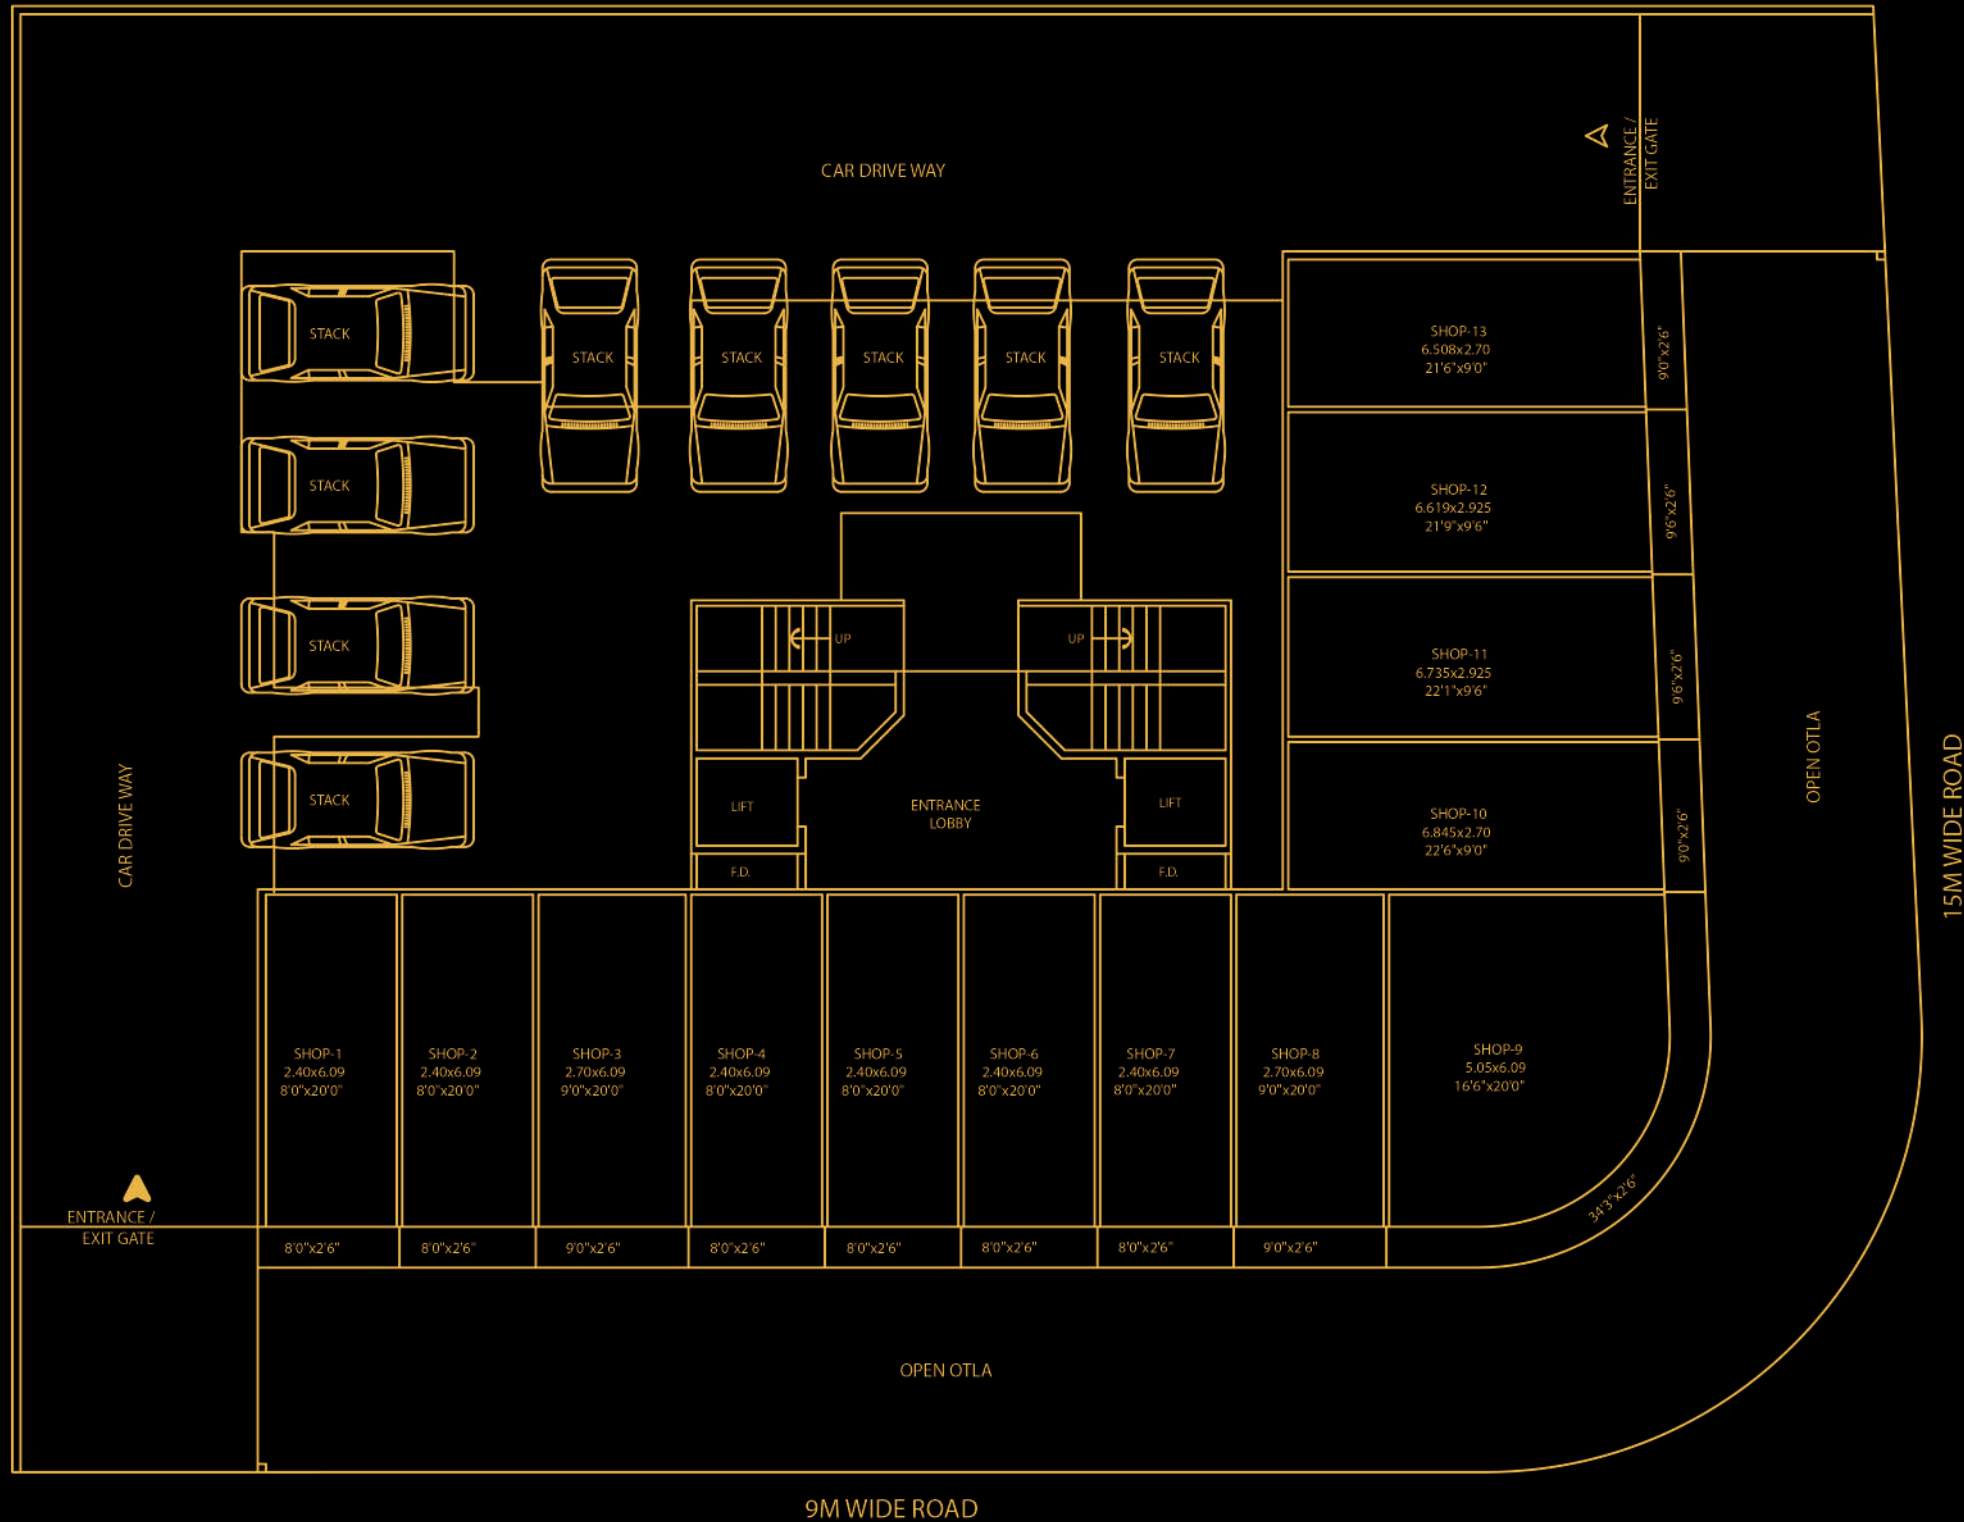 CAR DRIVE WAY
ENTRANCE /
EXIT GATE
STACK
STACK
STACK
STACK
STACK
STACK
STACK
STACK
STACK
SHOP-13
6.508x2.70
21'6"x9'0"
9'0"x2'6"
SHOP-12
6.619x2.925
21'9"x9'6"
9'6"x2'6"
UP
UP
SHOP-11
6.735x2.925
22'1"x9'6"
9'6"x2'6"
LIFT
ENTRANCE
LOBBY
LIFT
SHOP-10
6.845x2.70
22'6"x9'0"
9'0"x2'6"
F.D.
F.D.
CAR DRIVE WAY
OPEN OTLA
15M WIDE ROAD
SHOP-1
2.40x6.09
8'0"x20'0"
SHOP-2
2.40x6.09
8'0"x20'0"
SHOP-3
2.70x6.09
9'0"x20'0"
SHOP-4
2.40x6.09
8'0"x20'0"
SHOP-5
2.40x6.09
8'0"x20'0"
SHOP-6
2.40x6.09
8'0"x20'0"
SHOP-7
2.40x6.09
8'0"x20'0"
SHOP-8
2.70x6.09
9'0"x20'0"
SHOP-9
5.05x6.09
16'6"x20'0"
34'3"x2'6"
ENTRANCE /
EXIT GATE
8'0"x2'6"
8'0"x2'6"
9'0"x2'6"
8'0"x2'6"
8'0"x2'6"
8'0"x2'6"
8'0"x2'6"
9'0"x2'6"
OPEN OTLA
9M WIDE ROAD